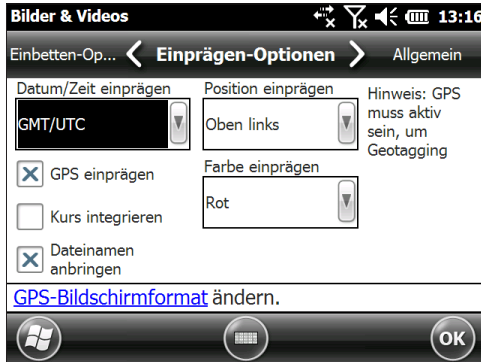 Bilder & Videos 13:16
Einbetten-Op... Einprägen-Optionen Allgemein
Datum/Zeit einprägen
GMT/UTC
GPS einprägen
Kurs integrieren
Dateinamen
anbringen
Position einprägen
Oben links
Farbe einprägen
Rot
Hinweis: GPS
muss aktiv
sein, um
Geotagging
GPS-Bildschirmformat ändern.
OK